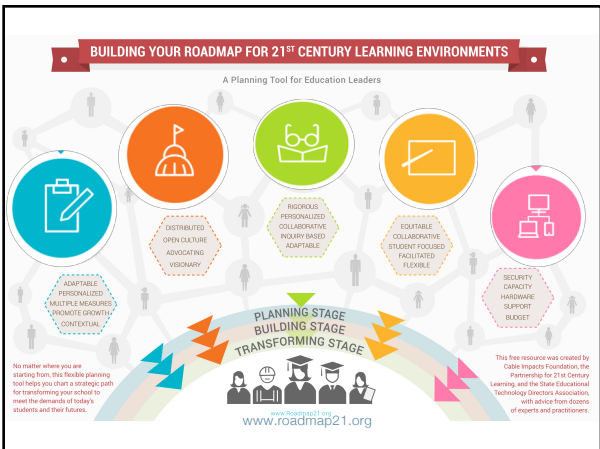 BUILDING YOUR ROADMAP FOR 21ST CENTURY LEARNING ENVIRONMENTS
A Planning Tool for Education Leaders
ADAPTABLE
PERSONALIZED
MULTIPLE MEASURES
PROMOTE GROWTH
CONTEXTUAL
DISTRIBUTED
OPEN CULTURE
ADVOCATING
VISIONARY
RIGOROUS
PERSONALIZED
COLLABORATIVE
INQUIRY BASED
ADAPTABLE
EQUITABLE
COLLABORATIVE
STUDENT FOCUSED
FACILITATED
FLEXIBLE
SECURITY
CAPACITY
HARDWARE
SUPPORT
BUDGET
PLANNING STAGE
BUILDING STAGE
TRANSFORMING STAGE
No matter where you are
starting from, this flexible planning
tool helps you chart a strategic path
for transforming your school to
meet the demands of today's
students and their futures.
This free resource was created by
Cable Impacts Foundation, the
Partnership for 21st Century
Learning, and the State Educational
Technology Directors Association,
with advice from dozens
of experts and practitioners.
www.Roadmap21.org
www.roadmap21.org